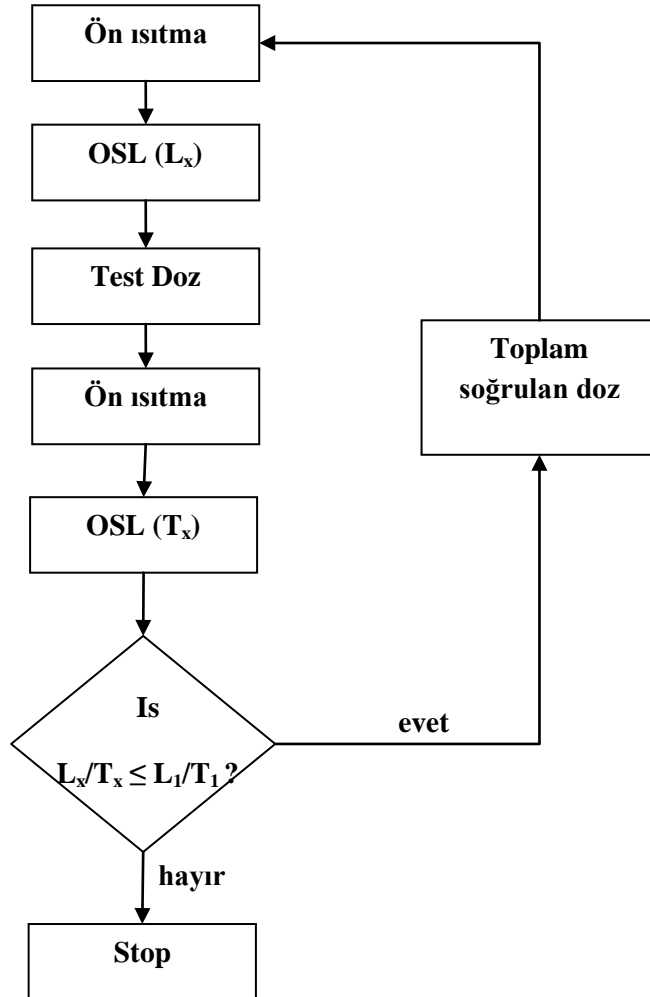 Ön ısıtma
OSL (Lₓ)
Test Doz
Ön ısıtma
OSL (Tₓ)
Is
Lₓ/Tₓ ≤ L₁/T₁ ?
evet
hayır
Stop
Toplam
soğrulan doz